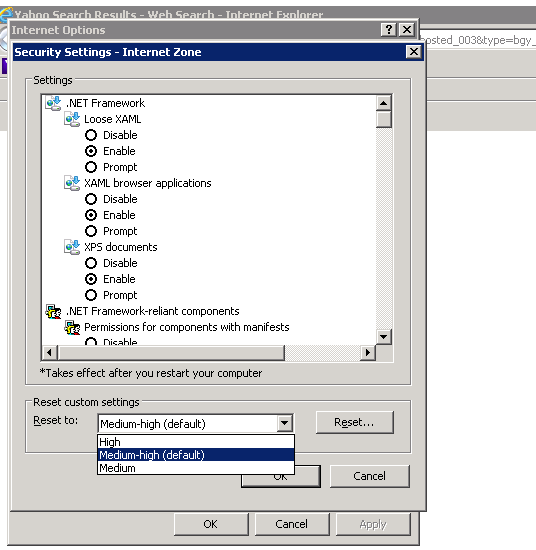 Yahoo Search Results - Web Search - Internet Explorer
Internet Options
posted_003&type=bgy_
Security Settings - Internet Zone
Settings
.NET Framework
Loose XAML
Disable
Enable
Prompt
XAML browser applications
Disable
Enable
Prompt
XPS documents
Disable
Enable
Prompt
.NET Framework-reliant components
Permissions for components with manifests
Disable
*Takes effect after you restart your computer
Reset custom settings
Reset to:
Medium-high (default)
Reset...
High
Medium-high (default)
Medium
OK
Cancel
OK
Cancel
Apply